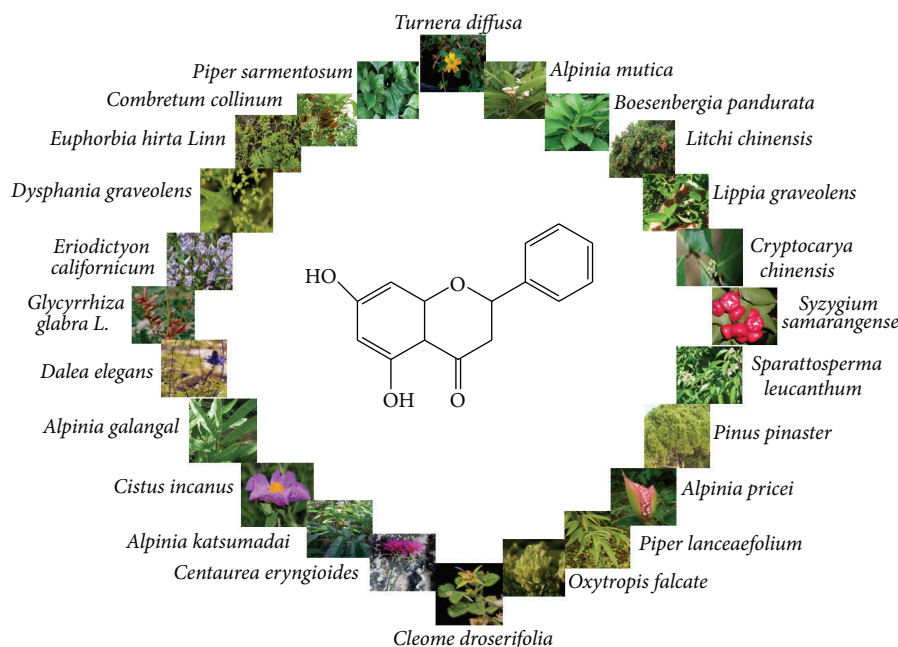 Turnera diffusa
Piper sarmentosum
Alpinia mutica
Combretum collinum
Boesenbergia pandurata
Euphorbia hirta Linn
Litchi chinensis
Dysphania graveolens
Lippia graveolens
Eriodictyon
californicum
Cryptocarya
chinensis
Glycyrrhiza
glabra L.
Syzygium
samarangense
HO
O
OH
O
Dalea elegans
Sparattosperma
leucanthum
Alpinia galangal
Pinus pinaster
Cistus incanus
Alpinia pricei
Alpinia katsumadai
Piper lanceaefolium
Centaurea eryngioides
Oxytropis falcate
Cleome droserifolia